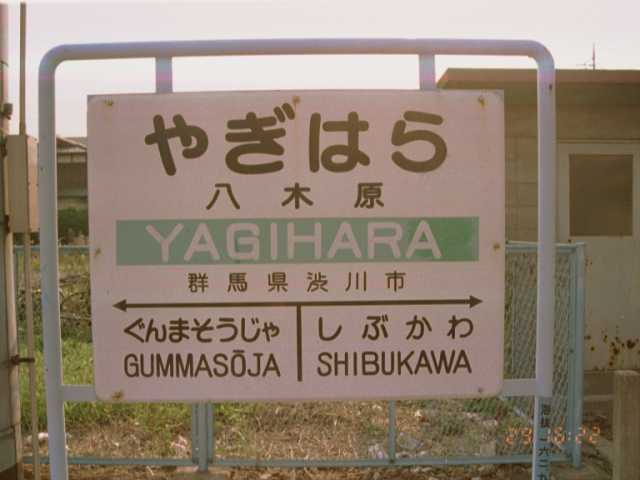 やぎはら
八木原
YAGIHARA
群馬県渋川市
ぐんまそうじゃ しぶかわ
GUMMASŌJA SHIBUKAWA